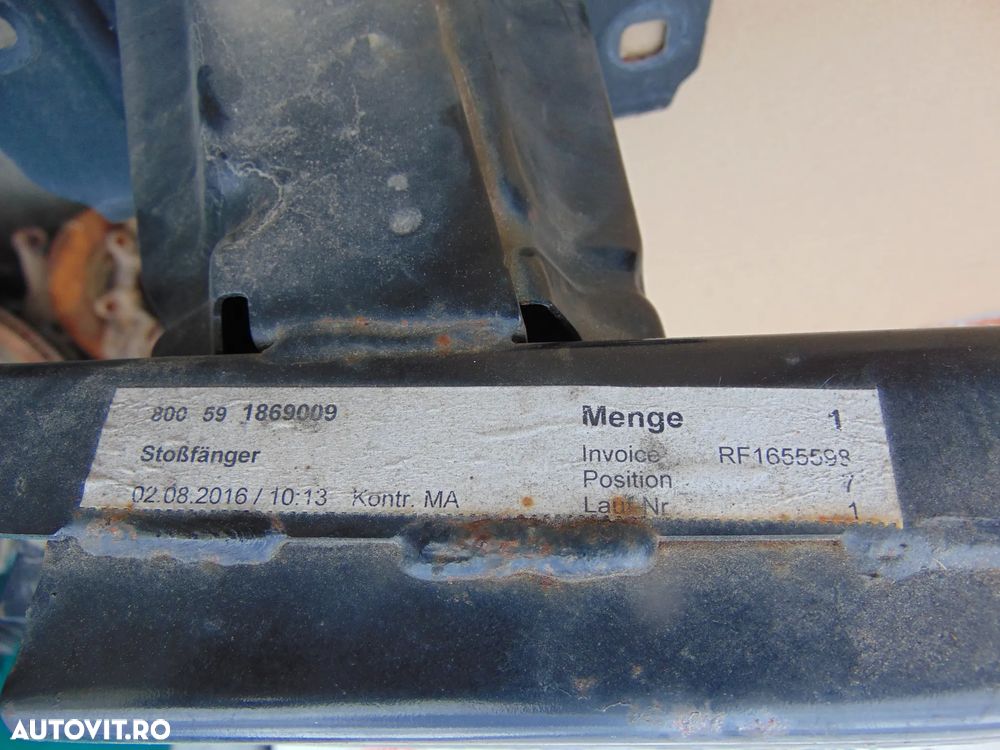 800 59 1869009
Stoßfänger
02.08.2016 / 10:13 Kontr. MA
Menge 1
Invoice RF1655598
Position 7
Lauf-Nr 1
AUTOVIT.RO